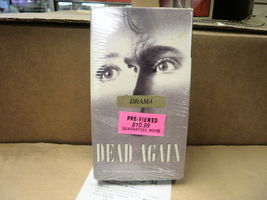 DRAMA
PRE-VIEWED
$10.99
GUARANTEED MOVIE
DEAD AGAIN